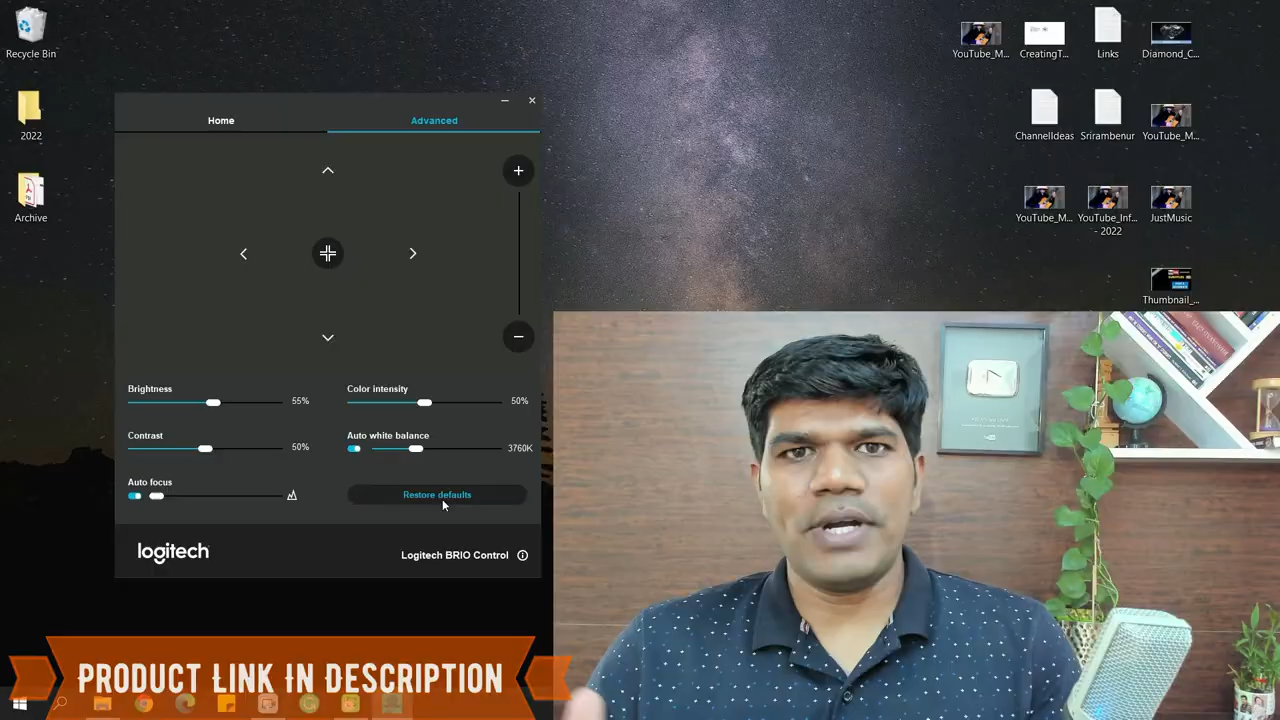 Recycle Bin
2022
Archive
YouTube_M...
CreatingT...
Links
Diamond_C...
ChannelIdeas
Srirambenur
YouTube_M...
YouTube_M...
YouTube_Inf...
- 2022
JustMusic
Thumbnail_...
Home
Advanced
Brightness
55%
Color intensity
50%
Contrast
50%
Auto white balance
3760K
Auto focus
Restore defaults
logitech
Logitech BRIO Control
PRODUCT LINK IN DESCRIPTION